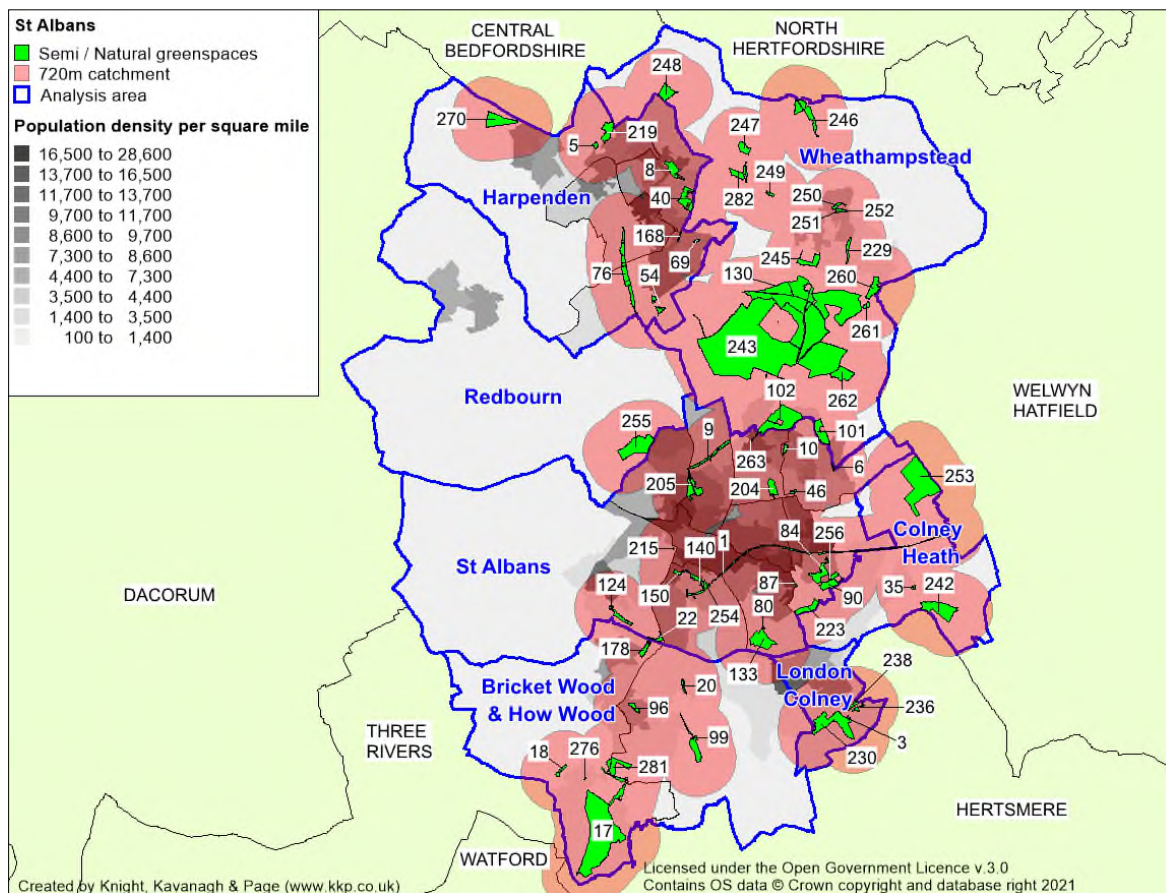 St Albans
Semi / Natural greenspaces
720m catchment
Analysis area
Population density per square mile
16,500 to 28,600
13,700 to 16,500
11,700 to 13,700
9,700 to 11,700
8,600 to 9,700
7,300 to 8,600
4,400 to 7,300
3,500 to 4,400
1,400 to 3,500
100 to 1,400
CENTRAL
BEDFORDSHIRE
NORTH
HERTFORDSHIRE
248
270
219
5
247
246
Wheathampstead
8
249
Harpenden
40
282
250
252
251
168
229
69
245
76
54
130
260
261
243
Redbourn
102
262
WELWYN
HATFIELD
255
9
263
10
101
6
205
204
46
253
84
256
Colney
Heath
215
140
1
St Albans
124
150
87
35
242
DACORUM
22
254
80
90
223
178
133
London
Colney
238
Bricket Wood
& How Wood
20
236
96
THREE
RIVERS
99
3
18
276
281
230
17
HERTSMERE
WATFORD
Created by Knight, Kavanagh & Page (www.kkp.co.uk)
Licensed under the Open Government Licence v.3.0
Contains OS data © Crown copyright and database right 2021